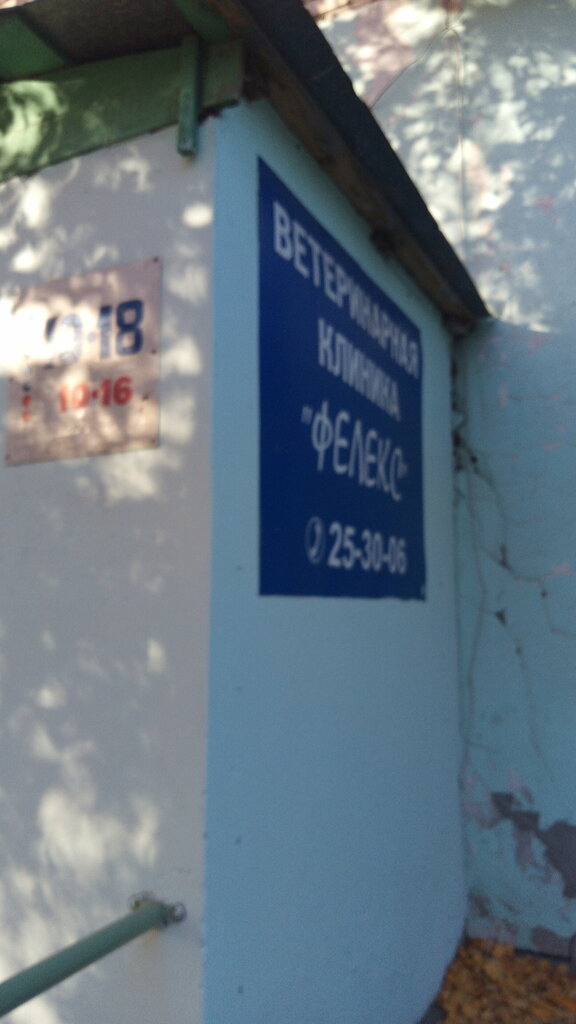 18
10-16
ВЕТЕРИНАРНАЯ
КЛИНИКА
"ФЕЛЕКС"
25-30-06